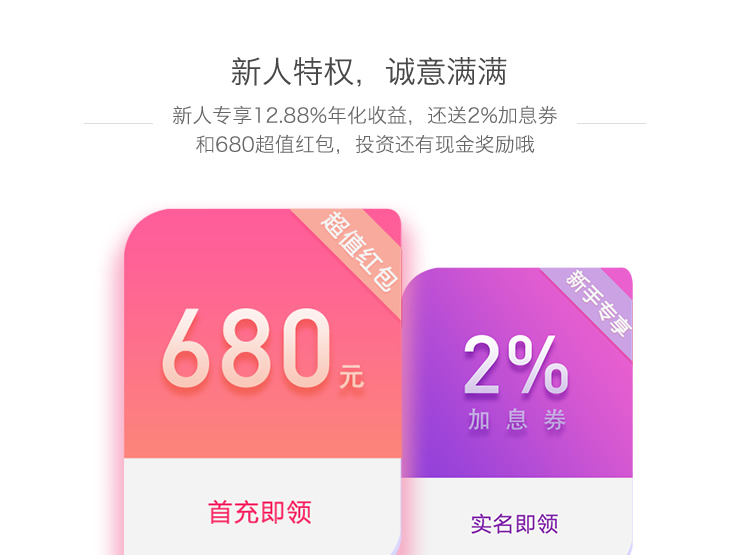 新人特权，诚意满满
新人专享12.88%年化收益，还送2%加息券
和680超值红包，投资还有现金奖励哦
超值红包
680元
首充即领
新手专享
2%
加息券
实名即领